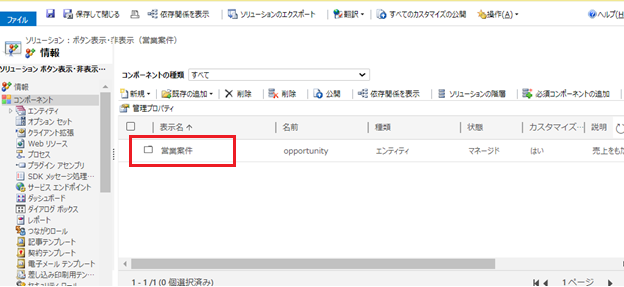 ファイル 保存して閉じる 依存関係を表示 ソリューションのエクスポート 翻訳 すべてのカスタマイズの公開 操作(A) ヘルプ(H)
ソリューション : ボタン表示・非表示（営業案件）
情報
ソリューション ボタン表示・非表示…
情報
コンポーネント
エンティティ
オプション セット
クライアント拡張
Web リソース
プロセス
プラグイン アセンブリ
SDK メッセージ処理…
サービス エンドポイント
ダッシュボード
ダイアログ ボックス
レポート
つながりロール
記事テンプレート
契約テンプレート
電子メール テンプレート
差し込み印刷用テン…
セキュリティ ロール
コンポーネントの種類 すべて
新規 既存の追加 削除 削除 公開 依存関係を表示 ソリューションの階層 必須コンポーネントの追加
管理プロパティ
表示名 ↑ 名前 種類 状態 カスタマイズ… 説明
営業案件 opportunity エンティティ マネージド はい 売上をもた
1 - 1 /1 (0 個選択済み) 1 ページ